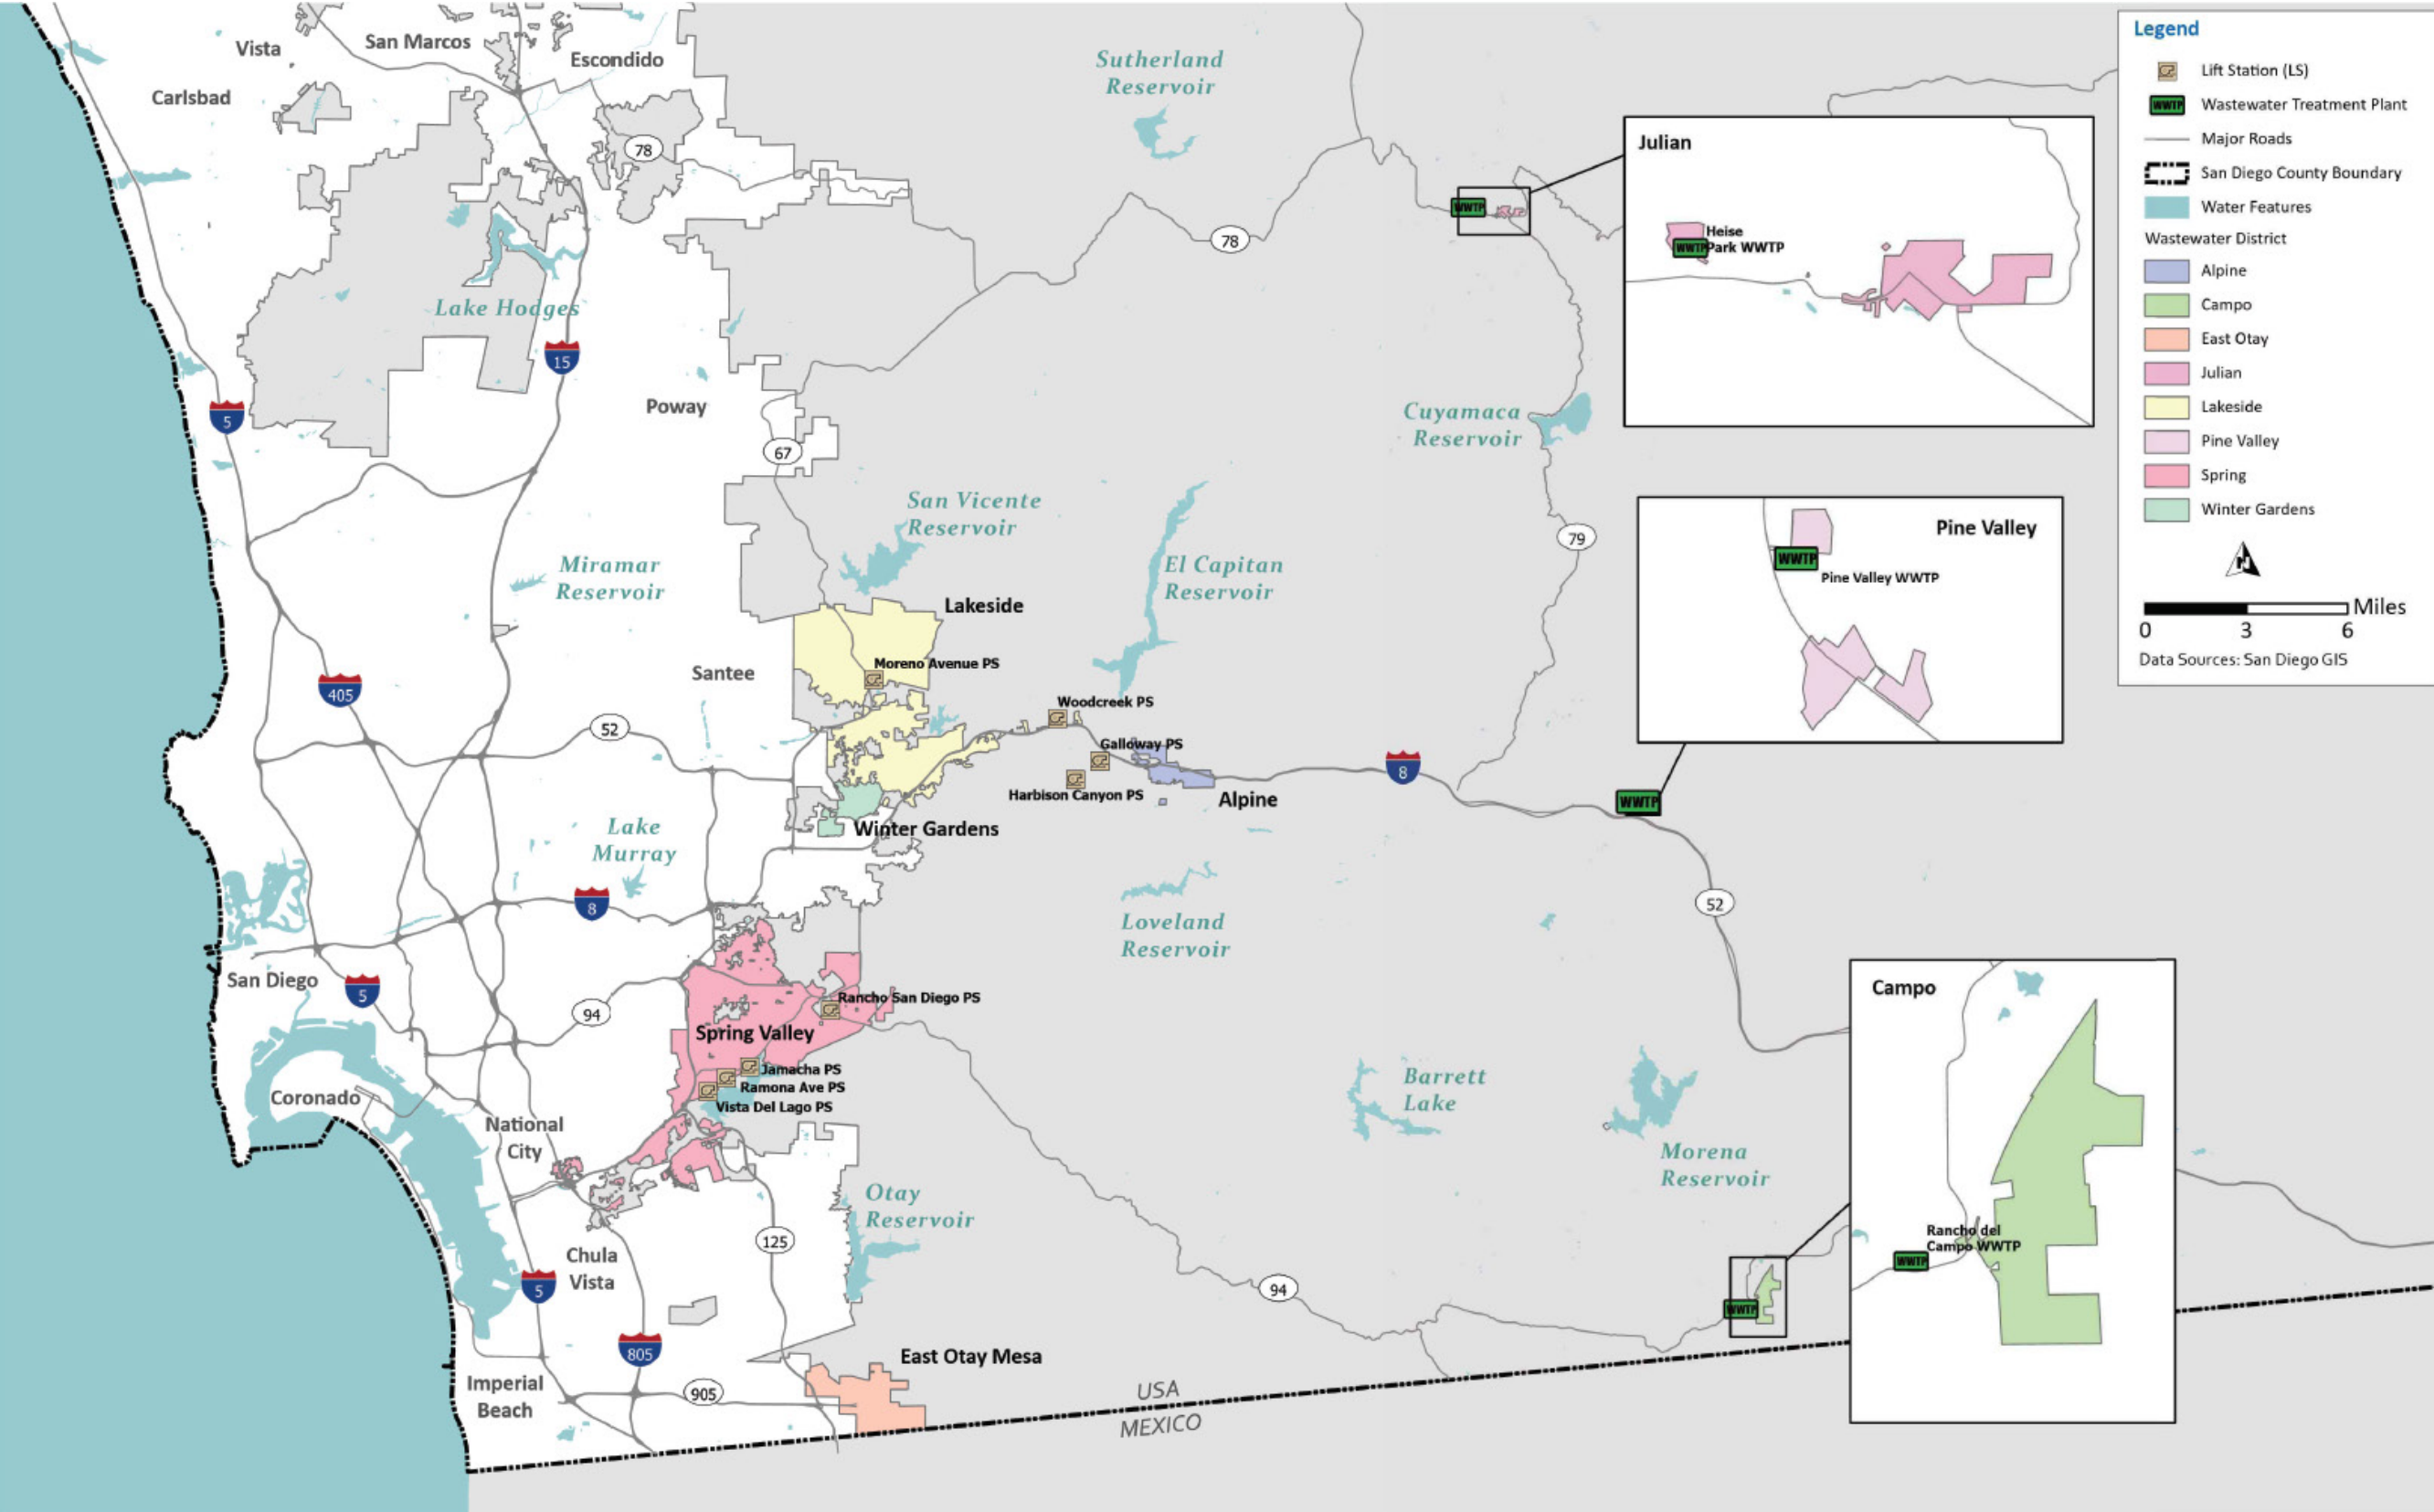 Vista
San Marcos
Escondido
Carlsbad
78
Sutherland
Reservoir
78
Lake Hodges
15
5
Poway
67
Cuyamaca
Reservoir
79
San Vicente
Reservoir
Miramar
Reservoir
El Capitan
Reservoir
Lakeside
Santee
Moreno Avenue PS
405
52
Woodcreek PS
Galloway PS
Harbison Canyon PS
Alpine
8
WWTP
WWTP
Winter Gardens
Lake
Murray
8
Loveland
Reservoir
52
San Diego
5
94
Rancho San Diego PS
Spring Valley
Jamacha PS
Ramona Ave PS
Vista Del Lago PS
Coronado
National
City
Barrett
Lake
Morena
Reservoir
Otay
Reservoir
125
Chula
Vista
5
94
WWTP
805
East Otay Mesa
Imperial
Beach
905
USA
MEXICO
Julian
Heise
WWTP Park WWTP
Pine Valley
WWTP
Pine Valley WWTP
Campo
Rancho del
Campo WWTP
WWTP
Legend
Lift Station (LS)
WWTP Wastewater Treatment Plant
Major Roads
San Diego County Boundary
Water Features
Wastewater District
Alpine
Campo
East Otay
Julian
Lakeside
Pine Valley
Spring
Winter Gardens
N
Miles
0 3 6
Data Sources: San Diego GIS